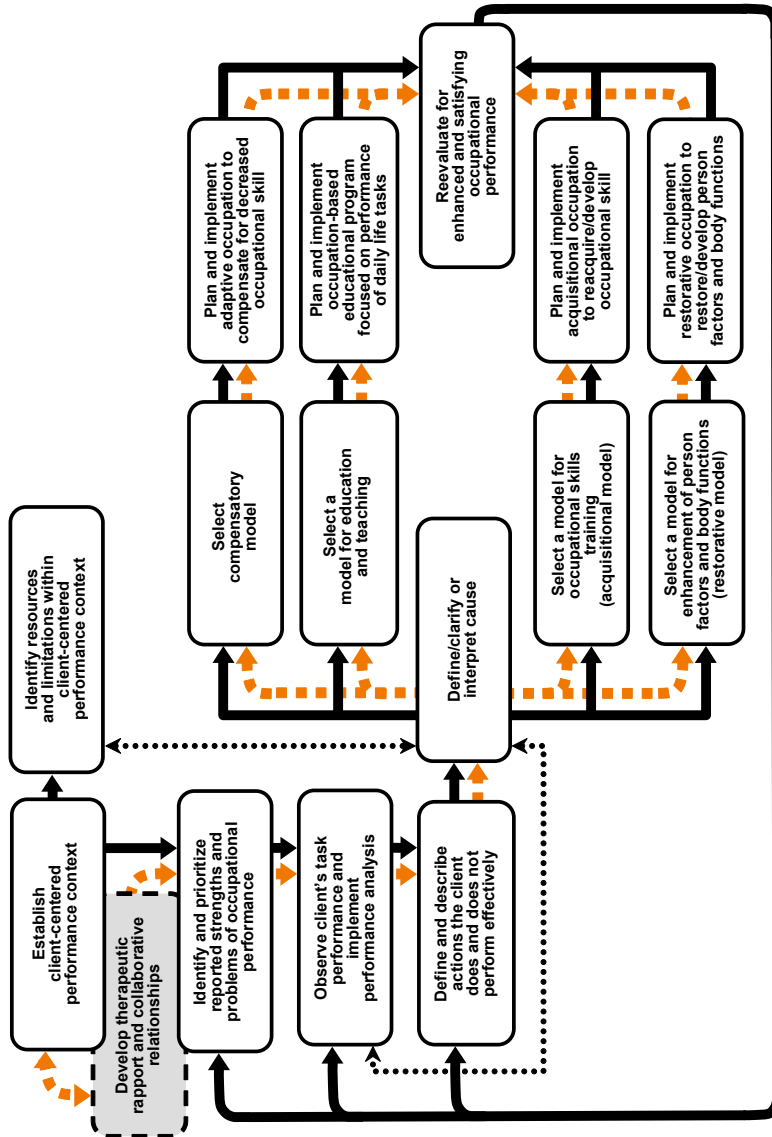 Establish
client-centered
performance context
Develop therapeutic
rapport and collaborative
relationships
Identify resources
and limitations within
client-centered
performance context
Identify and prioritize
reported strengths and
problems of occupational
performance
Observe client’s task
performance and
implement
performance analysis
Define and describe
actions the client
does and does not
perform effectively
Define/clarify or
interpret cause
Select
compensatory
model
Select a
model for education
and teaching
Select a model for
occupational skills
training
(acquisitional model)
Select a model for
enhancement of person
factors and body functions
(restorative model)
Plan and implement
adaptive occupation to
compensate for decreased
occupational skill
Plan and implement
occupation-based
educational program
focused on performance
of daily life tasks
Plan and implement
acquisitional occupation
to reacquire/develop
occupational skill
Plan and implement
restorative occupation to
restore/develop person
factors and body functions
Reevaluate for
enhanced and satisfying
occupational
performance